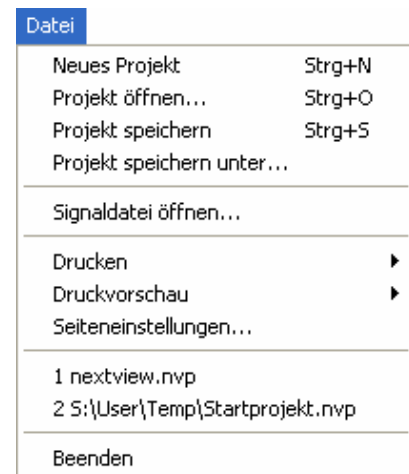 Datei
Neues Projekt Strg+N
Projekt öffnen... Strg+O
Projekt speichern Strg+S
Projekt speichern unter...
Signaldatei öffnen...
Drucken
Druckvorschau
Seiteneinstellungen...
1 nextview.nvp
2 S:\User\Temp\Startprojekt.nvp
Beenden